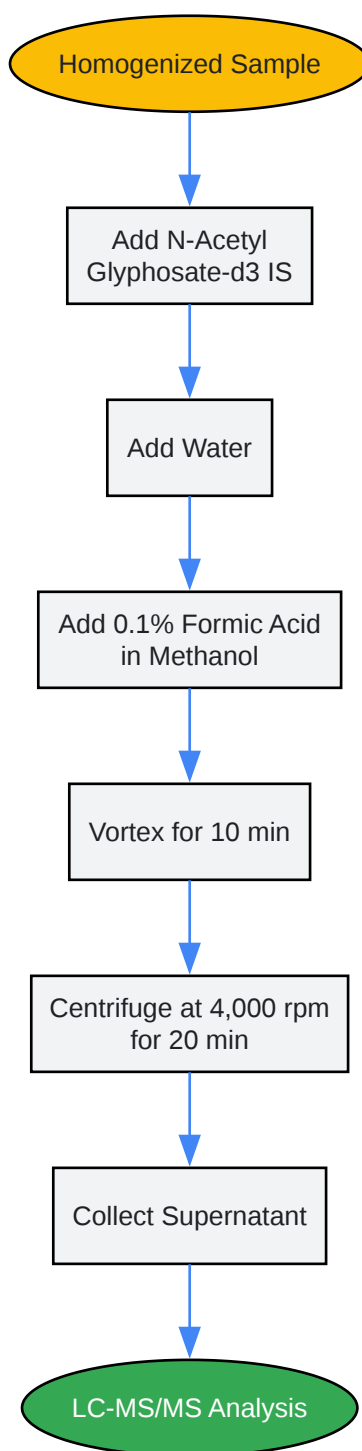 Homogenized Sample
Add N-Acetyl
Glyphosate-d3 IS
Add Water
Add 0.1% Formic Acid
in Methanol
Vortex for 10 min
Centrifuge at 4,000 rpm
for 20 min
Collect Supernatant
LC-MS/MS Analysis